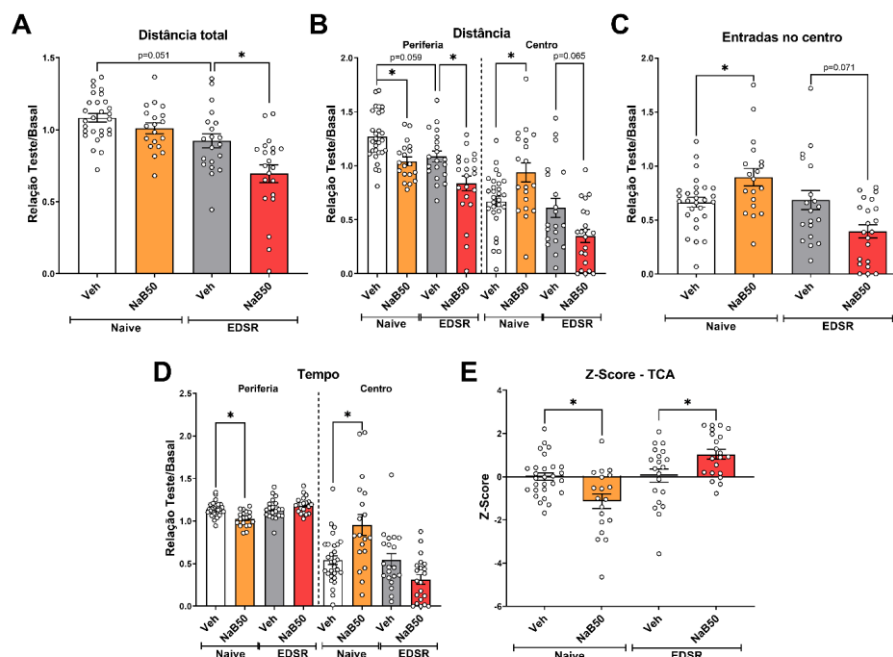 A
Distância total
p=0.051
*
Relação Teste/Basal
1.5
1.0
0.5
0.0
Veh
NaB50
Veh
NaB50
Naive
EDSR
B
Distância
Periferia
Centro
p=0.059
*
*
*
p=0.065
Relação Teste/Basal
2.0
1.5
1.0
0.5
0.0
Veh
NaB50
Veh
NaB50
Veh
NaB50
Veh
NaB50
Naive
EDSR
Naive
EDSR
C
Entradas no centro
*
p=0.071
Relação Teste/Basal
2.0
1.5
1.0
0.5
0.0
Veh
NaB50
Veh
NaB50
Naive
EDSR
D
Tempo
Periferia
Centro
*
*
Relação Teste/Basal
2.5
2.0
1.5
1.0
0.5
0.0
Veh
NaB50
Veh
NaB50
Veh
NaB50
Veh
NaB50
Naive
EDSR
Naive
EDSR
E
Z-Score - TCA
*
*
Z-Score
4
2
0
-2
-4
-6
Veh
NaB50
Veh
NaB50
Naive
EDSR